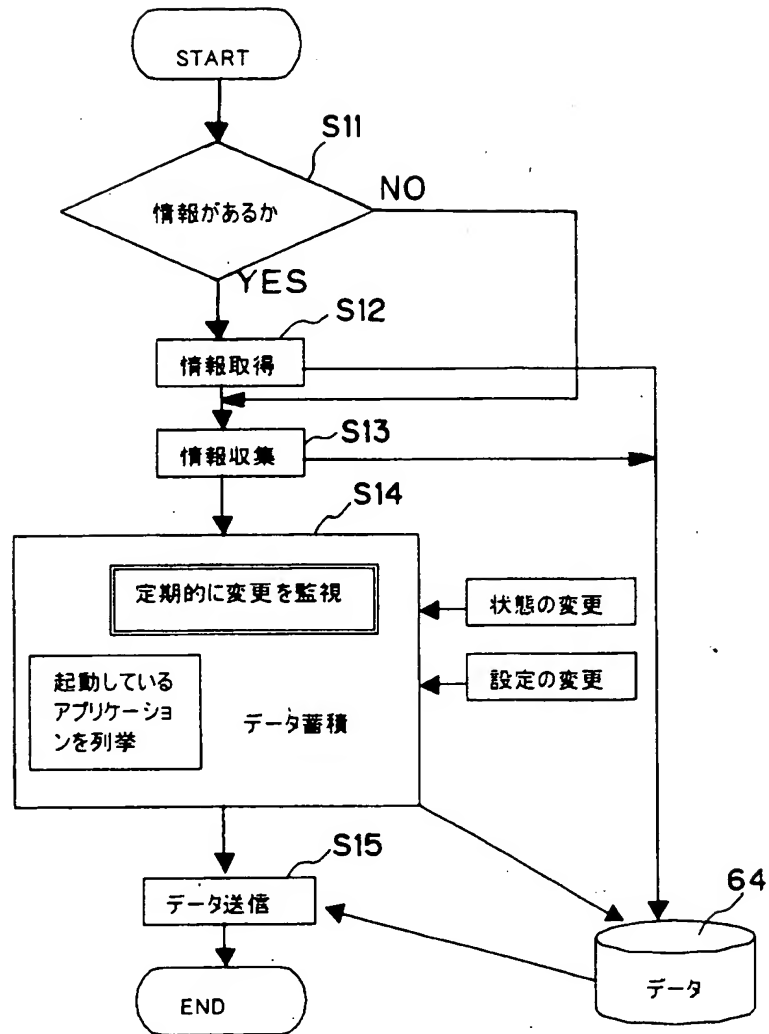 START
S11
情報があるか
NO
YES
S12
情報取得
S13
情報収集
S14
定期的に変更を監視
状態の変更
起動している
アプリケーショ
ンを列挙
データ蓄積
設定の変更
S15
データ送信
64
データ
END